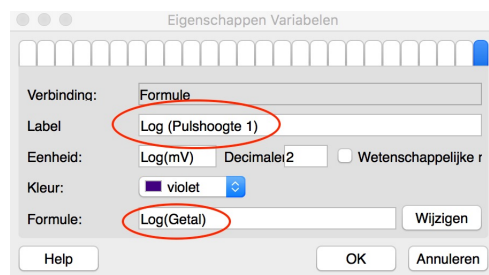 Eigenschappen Variabelen
Verbinding: Formule
Label Log (Pulshoogte 1)
Eenheid: Log(mV) Decimalen 2 Wetenschappelijke r
Kleur: violet
Formule: Log(Getal) Wijzigen
Help OK Annuleren